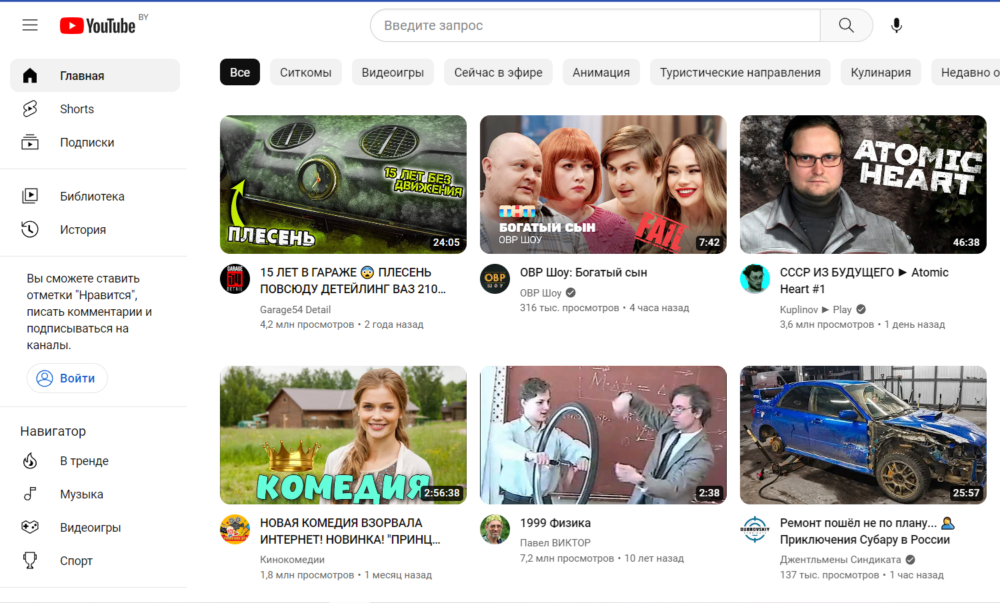 YouTube BY
Введите запрос
Главная
Shorts
Подписки
Библиотека
История
Вы сможете ставить
отметки "Нравится",
писать комментарии и
подписываться на
каналы.
Войти
Навигатор
В тренде
Музыка
Видеоигры
Спорт
Все
Ситкомы
Видеоигры
Сейчас в эфире
Анимация
Туристические направления
Кулинария
Недавно о
15 ЛЕТ БЕЗ
ДВИЖЕНИЯ
ПЛЕСЕНЬ
24:05
GARAGE
54
DETAIL
15 ЛЕТ В ГАРАЖЕ 😨 ПЛЕСЕНЬ
ПОВСЮДУ ДЕТЕЙЛИНГ ВАЗ 210...
Garage54 Detail
4,2 млн просмотров • 2 года назад
ТНТ
БОГАТЫЙ СЫН
ОВР ШОУ
FAIL
7:42
ОВР
ШОУ
ОВР Шоу: Богатый сын
ОВР Шоу
316 тыс. просмотров • 4 часа назад
ATOMIC
HEART
46:38
СССР ИЗ БУДУЩЕГО ► Atomic
Heart #1
Kuplinov ► Play
3,6 млн просмотров • 1 день назад
КОМЕДИЯ
2:56:38
НОВАЯ КОМЕДИЯ ВЗОРВАЛА
ИНТЕРНЕТ! НОВИНКА! "ПРИНЦ...
Кинокомедии
1,8 млн просмотров • 1 месяц назад
2:38
1999 Физика
Павел ВИКТОР
7,2 млн просмотров • 10 лет назад
25:57
DUBROVSKIY
Ремонт пошёл не по плану... 🤦‍♂️
Приключения Субару в России
Джентльмены Синдиката
137 тыс. просмотров • 1 час назад